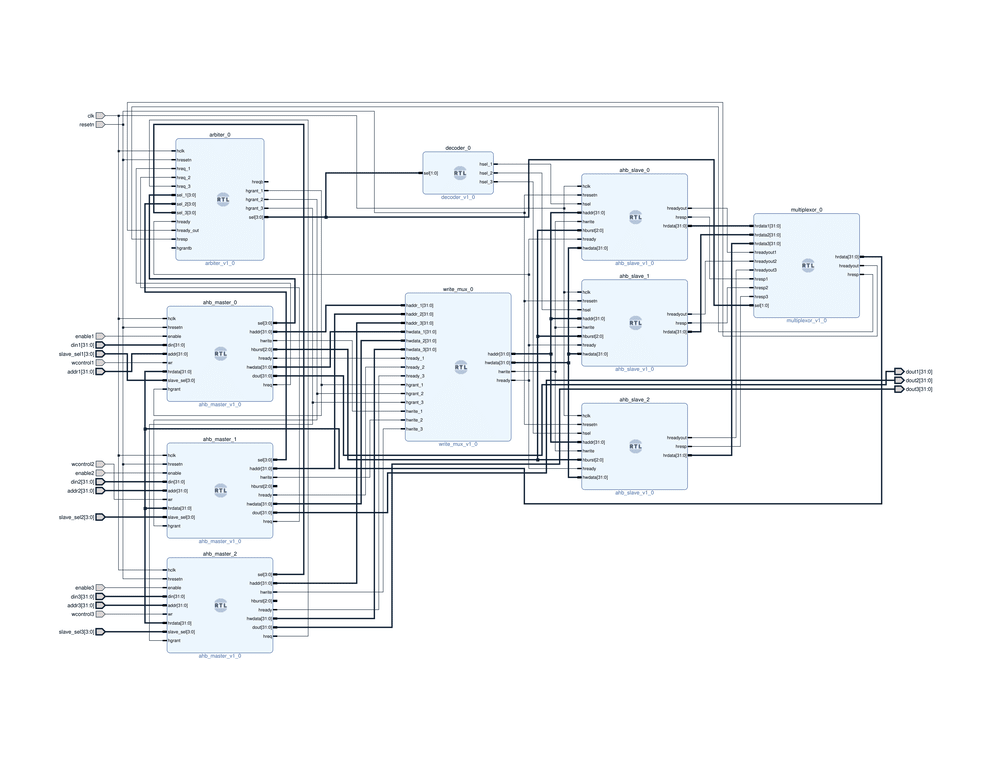 clk
resetn
arbiter_0
hclk
hresetn
hreq_1
hreq_2
hreq_3
sel_1[3:0]
sel_2[3:0]
sel_3[3:0]
hready
hready_out
hresp
hgrantb
hreqb
hgrant_1
hgrant_2
hgrant_3
sel[3:0]
RTL
arbiter_v1_0
decoder_0
sel[1:0]
hsel_1
hsel_2
hsel_3
RTL
decoder_v1_0
ahb_slave_0
hclk
hresetn
hsel
haddr[31:0]
hwrite
hburst[2:0]
hready
hwdata[31:0]
hreadyout
hresp
hrdata[31:0]
RTL
ahb_slave_v1_0
multiplexor_0
hrdata1[31:0]
hrdata2[31:0]
hrdata3[31:0]
hreadyout1
hreadyout2
hreadyout3
hresp1
hresp2
hresp3
sel[1:0]
hrdata[31:0]
hreadyout
hresp
RTL
multiplexor_v1_0
ahb_slave_1
hclk
hresetn
hsel
haddr[31:0]
hwrite
hburst[2:0]
hready
hwdata[31:0]
hreadyout
hresp
hrdata[31:0]
RTL
ahb_slave_v1_0
enable1
din1[31:0]
slave_sel1[3:0]
wcontrol1
addr1[31:0]
ahb_master_0
hclk
hresetn
enable
din[31:0]
addr[31:0]
wr
hrdata[31:0]
slave_sel[3:0]
hgrant
sel[3:0]
haddr[31:0]
hwrite
hburst[2:0]
hready
hwdata[31:0]
dout[31:0]
hreq
RTL
ahb_master_v1_0
write_mux_0
haddr_1[31:0]
haddr_2[31:0]
haddr_3[31:0]
hwdata_1[31:0]
hwdata_2[31:0]
hwdata_3[31:0]
hready_1
hready_2
hready_3
hgrant_1
hgrant_2
hgrant_3
hwrite_1
hwrite_2
hwrite_3
haddr[31:0]
hwdata[31:0]
hwrite
hready
RTL
write_mux_v1_0
dout1[31:0]
dout2[31:0]
dout3[31:0]
ahb_slave_2
hclk
hresetn
hsel
haddr[31:0]
hwrite
hburst[2:0]
hready
hwdata[31:0]
hreadyout
hresp
hrdata[31:0]
RTL
ahb_slave_v1_0
wcontrol2
enable2
din2[31:0]
addr2[31:0]
slave_sel2[3:0]
ahb_master_1
hclk
hresetn
enable
din[31:0]
addr[31:0]
wr
hrdata[31:0]
slave_sel[3:0]
hgrant
sel[3:0]
haddr[31:0]
hwrite
hburst[2:0]
hready
hwdata[31:0]
dout[31:0]
hreq
RTL
ahb_master_v1_0
enable3
din3[31:0]
addr3[31:0]
wcontrol3
slave_sel3[3:0]
ahb_master_2
hclk
hresetn
enable
din[31:0]
addr[31:0]
wr
hrdata[31:0]
slave_sel[3:0]
hgrant
sel[3:0]
haddr[31:0]
hwrite
hburst[2:0]
hready
hwdata[31:0]
dout[31:0]
hreq
RTL
ahb_master_v1_0